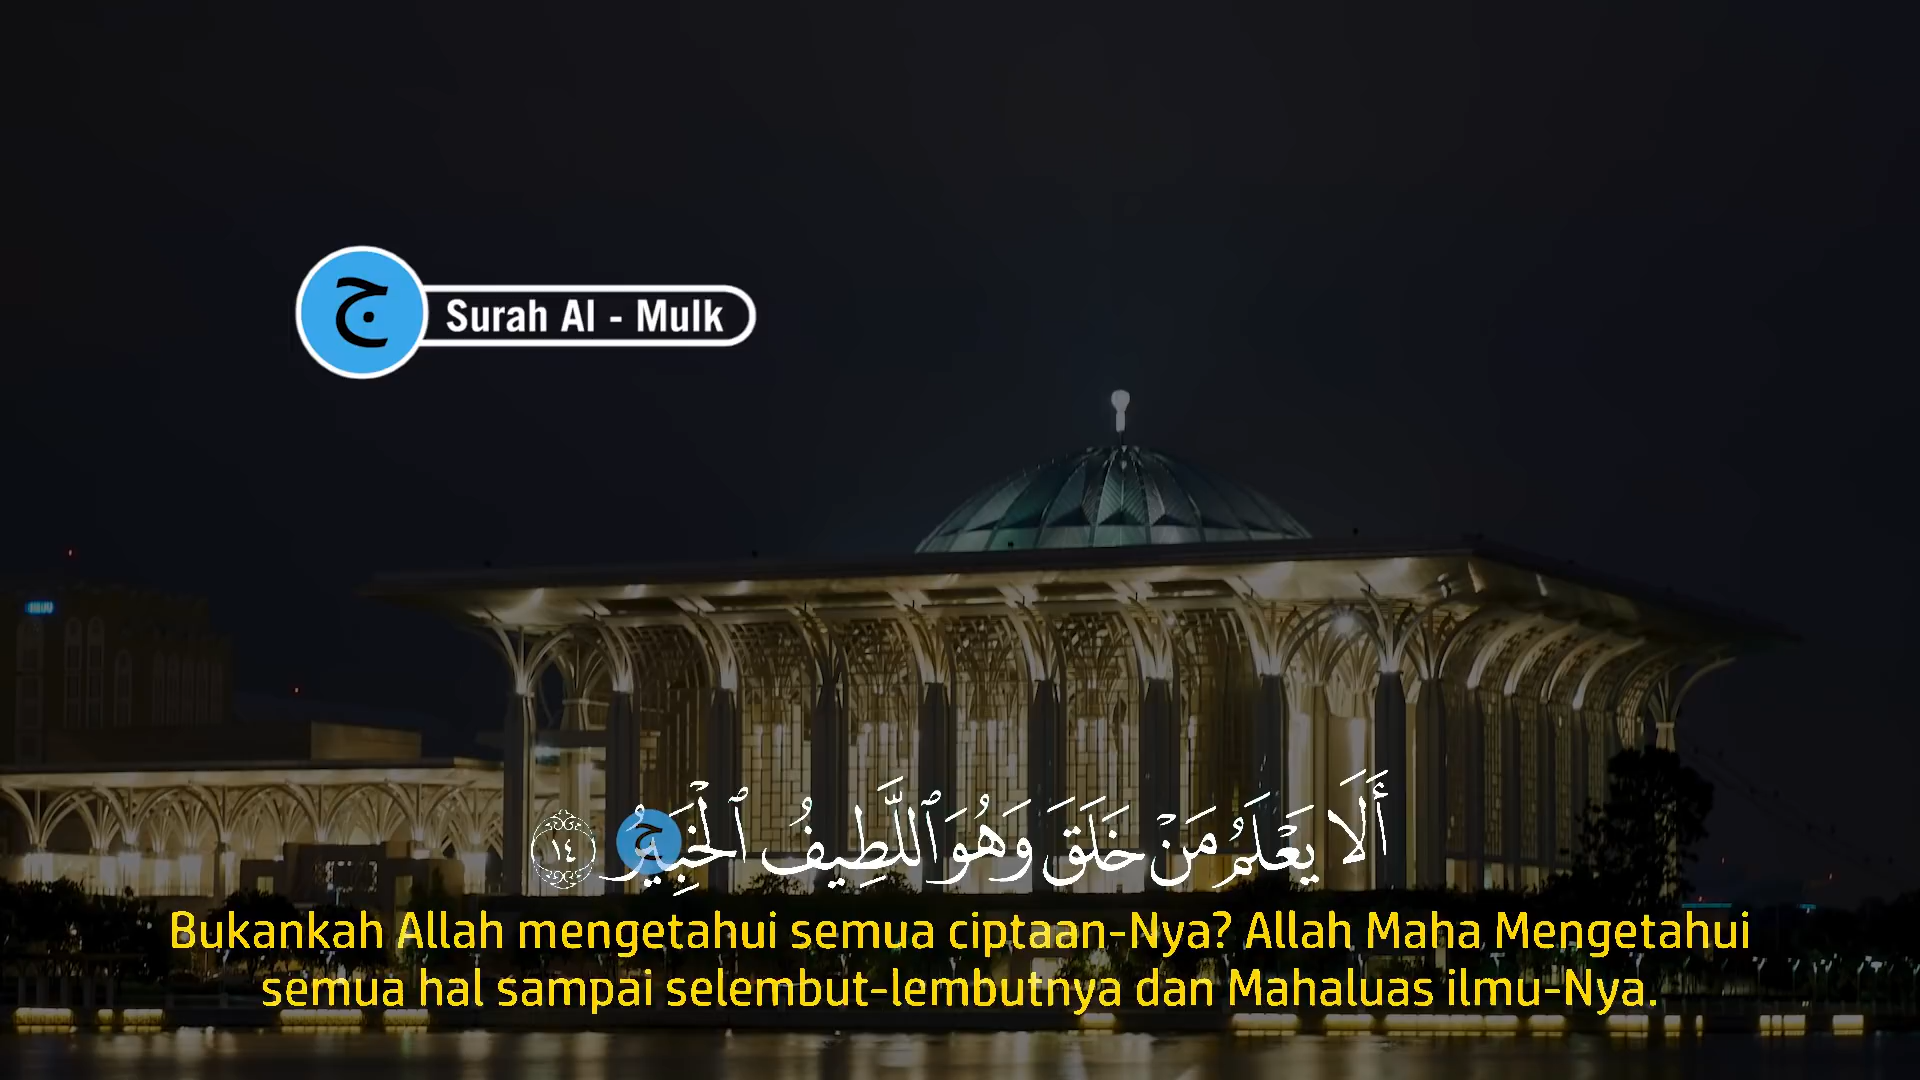 ج
Surah Al - Mulk
أَلَا يَعْلَمُ مَنْ خَلَقَ وَهُوَ ٱللَّطِيفُ ٱلْخَبِيرُ ١٤
ج
Bukankah Allah mengetahui semua ciptaan-Nya? Allah Maha Mengetahui
semua hal sampai selembut-lembutnya dan Mahaluas ilmu-Nya.